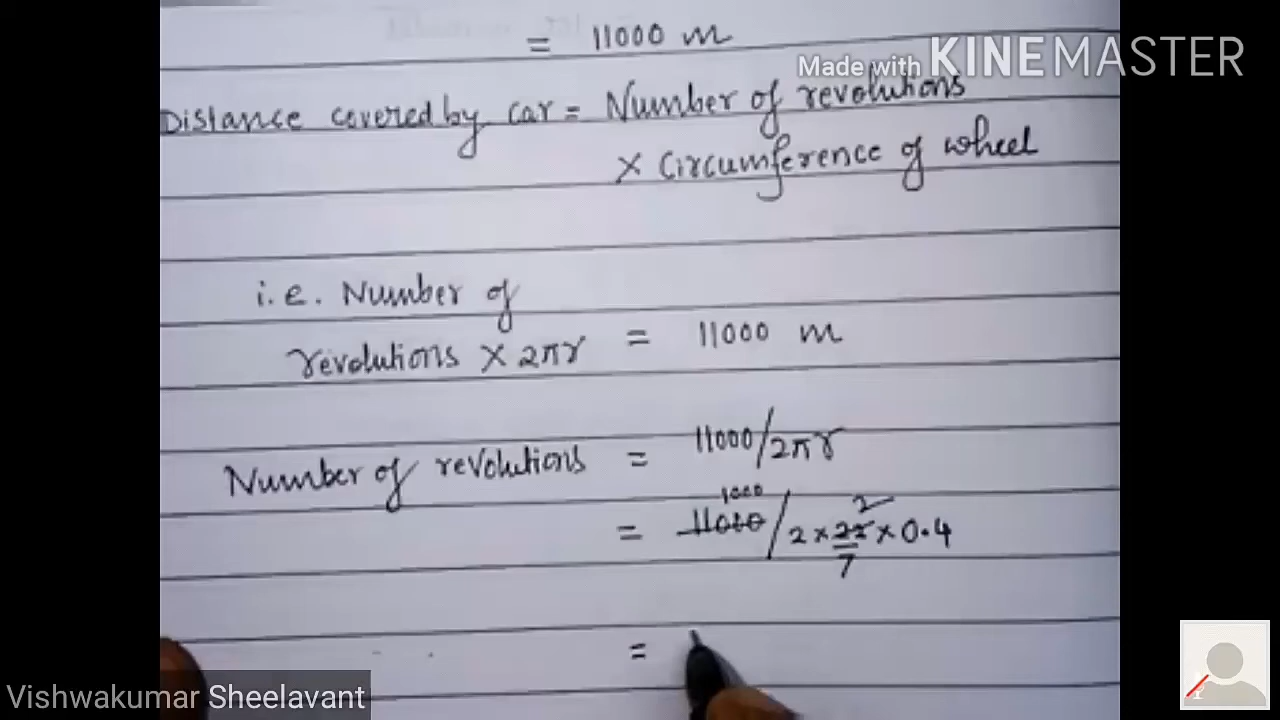 = 11000 m
Made with KINEMASTER
Distance covered by car = Number of revolutions
× Circumference of wheel
i.e. Number of
revolutions × 2πr = 11000 m
Number of revolutions = 11000/2πr
1000 2
= 11000/2×22/7×0.4
=
Vishwakumar Sheelavant